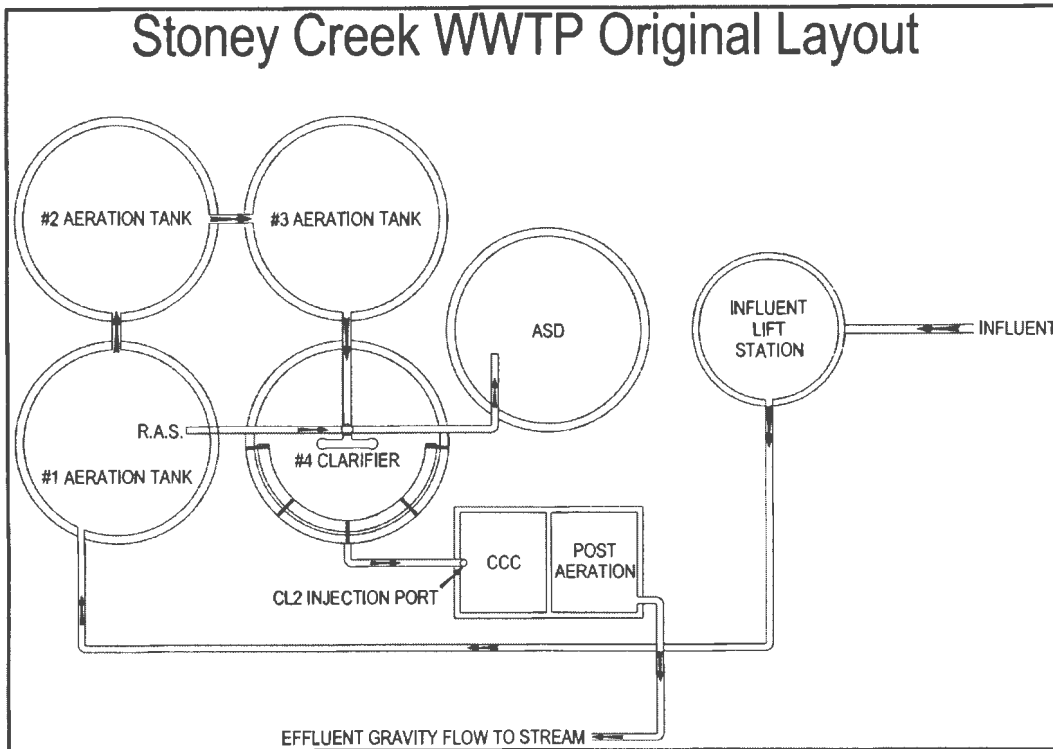 Stoney Creek WWTP Original Layout
#2 AERATION TANK
#3 AERATION TANK
ASD
INFLUENT
LIFT
STATION
INFLUENT
R.A.S.
#1 AERATION TANK
#4 CLARIFIER
CCC
POST
AERATION
CL2 INJECTION PORT
EFFLUENT GRAVITY FLOW TO STREAM